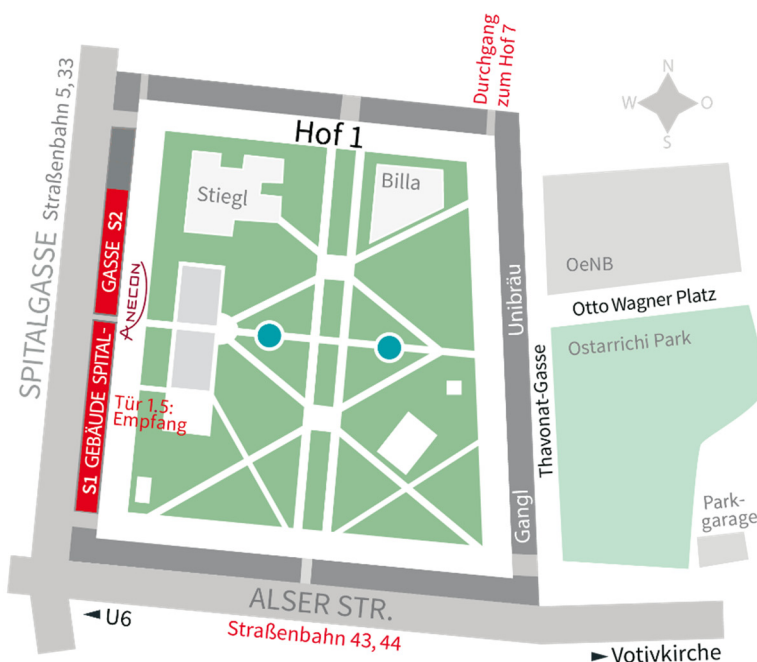 Durchgang
zum Hof 7
N
W
O
S
Hof 1
SPITALGASSE Straßenbahn 5, 33
Stiegl
Billa
GASSE S2
ANECON
OeNB
Otto Wagner Platz
Unibräu
Ostarrichi Park
Thavonat-Gasse
S1 GEBÄUDE SPITAL-
Tür 1.5:
Empfang
Gangl
Park-
garage
ALSER STR.
U6
Straßenbahn 43, 44
Votivkirche